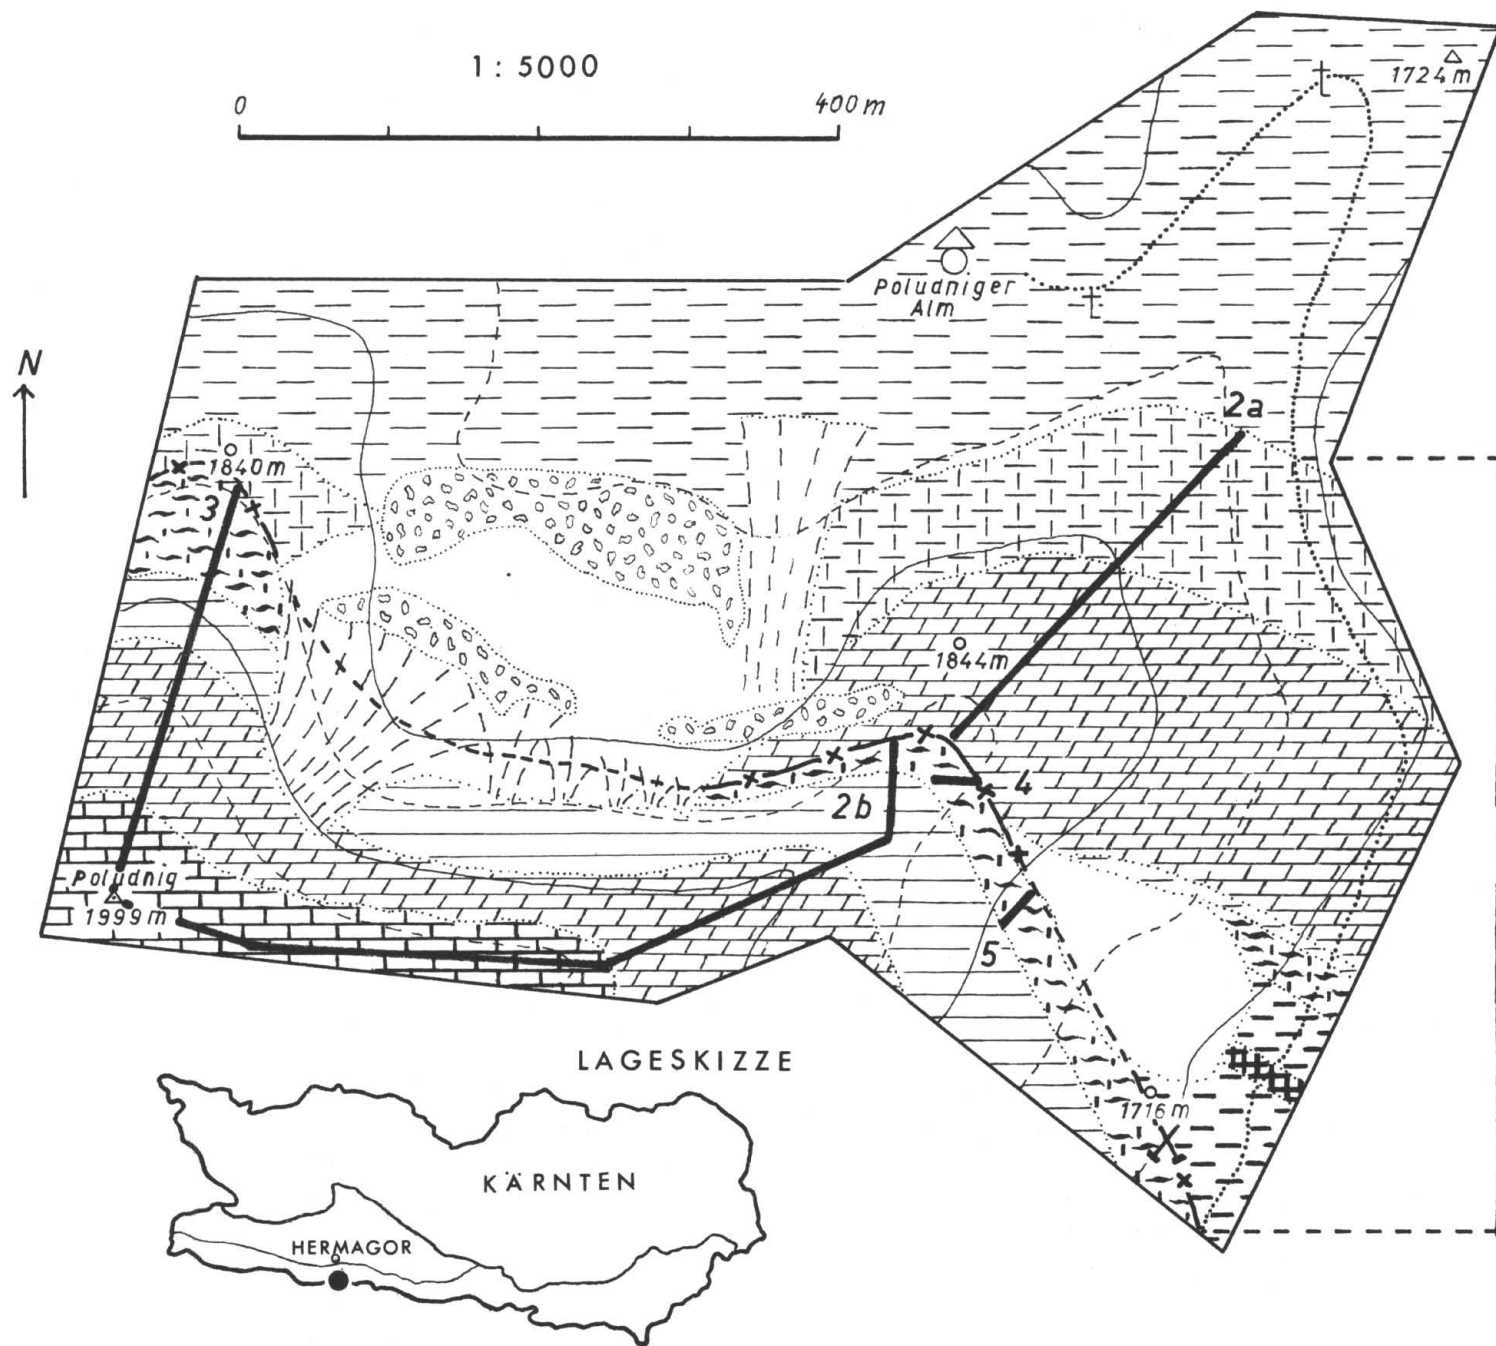 1 : 5000
0
400 m
1724 m
N
Poludniger
Alm
2a
1840 m
3
1844 m
4
2b
Poludnig
1999 m
5
1716 m
LAGESKIZZE
KÄRNTEN
HERMAGOR